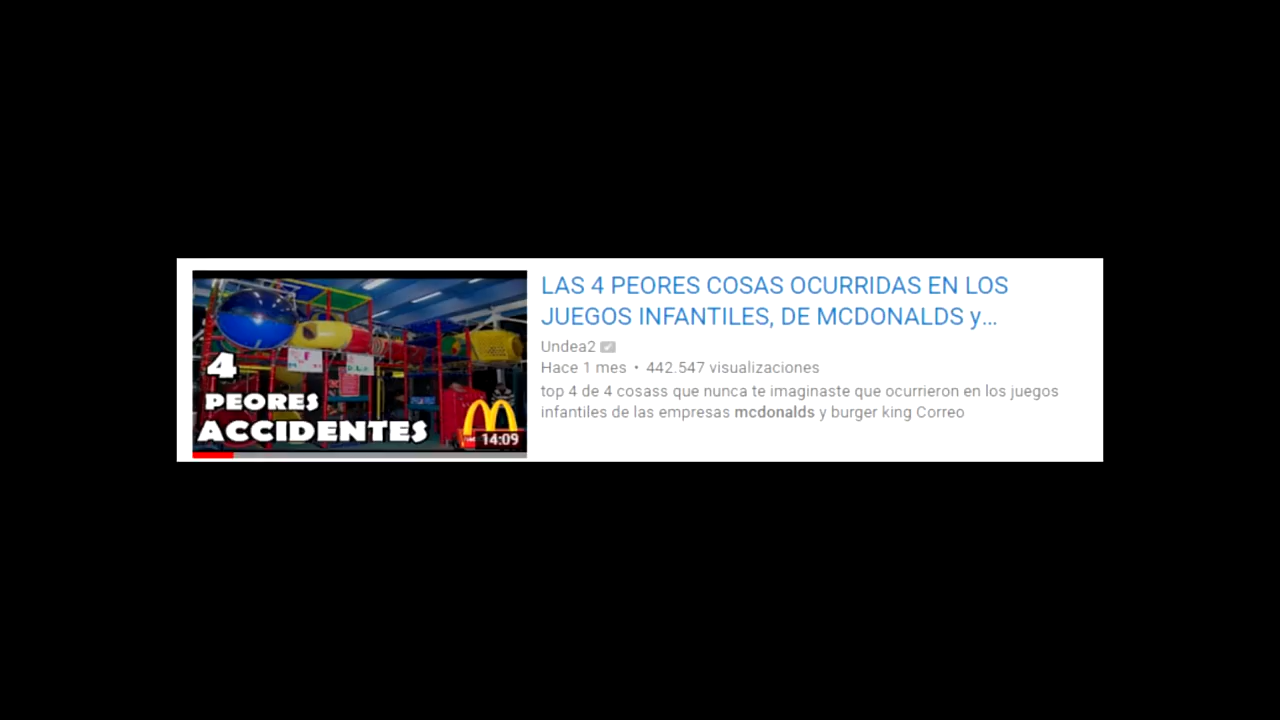 4
PEORES
ACCIDENTES
14:09
LAS 4 PEORES COSAS OCURRIDAS EN LOS
JUEGOS INFANTILES, DE MCDONALDS y...
Undea2
Hace 1 mes • 442.547 visualizaciones
top 4 de 4 cosass que nunca te imaginaste que ocurrieron en los juegos
infantiles de las empresas mcdonalds y burger king Correo